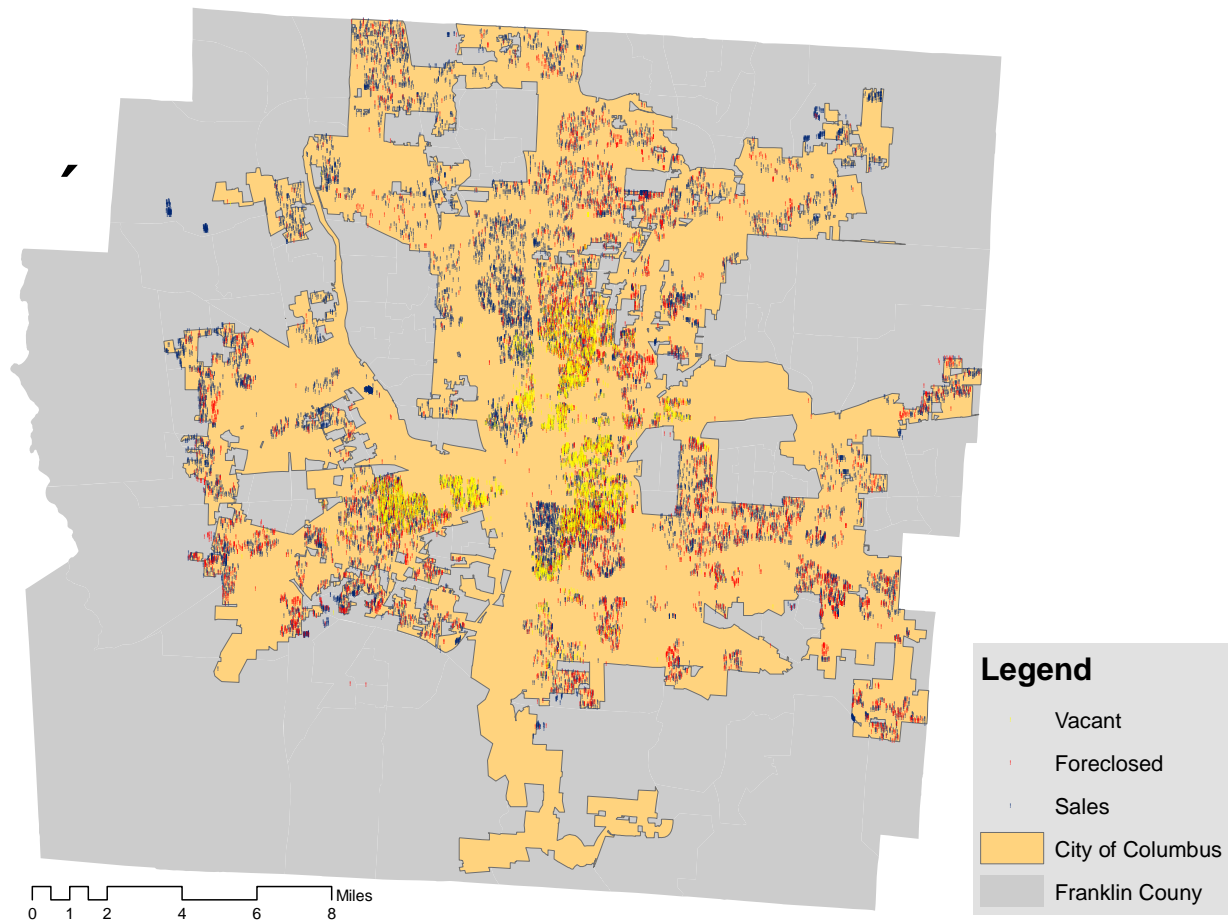 Legend
Vacant
Foreclosed
Sales
City of Columbus
Franklin Couny
Miles
0 1 2 4 6 8